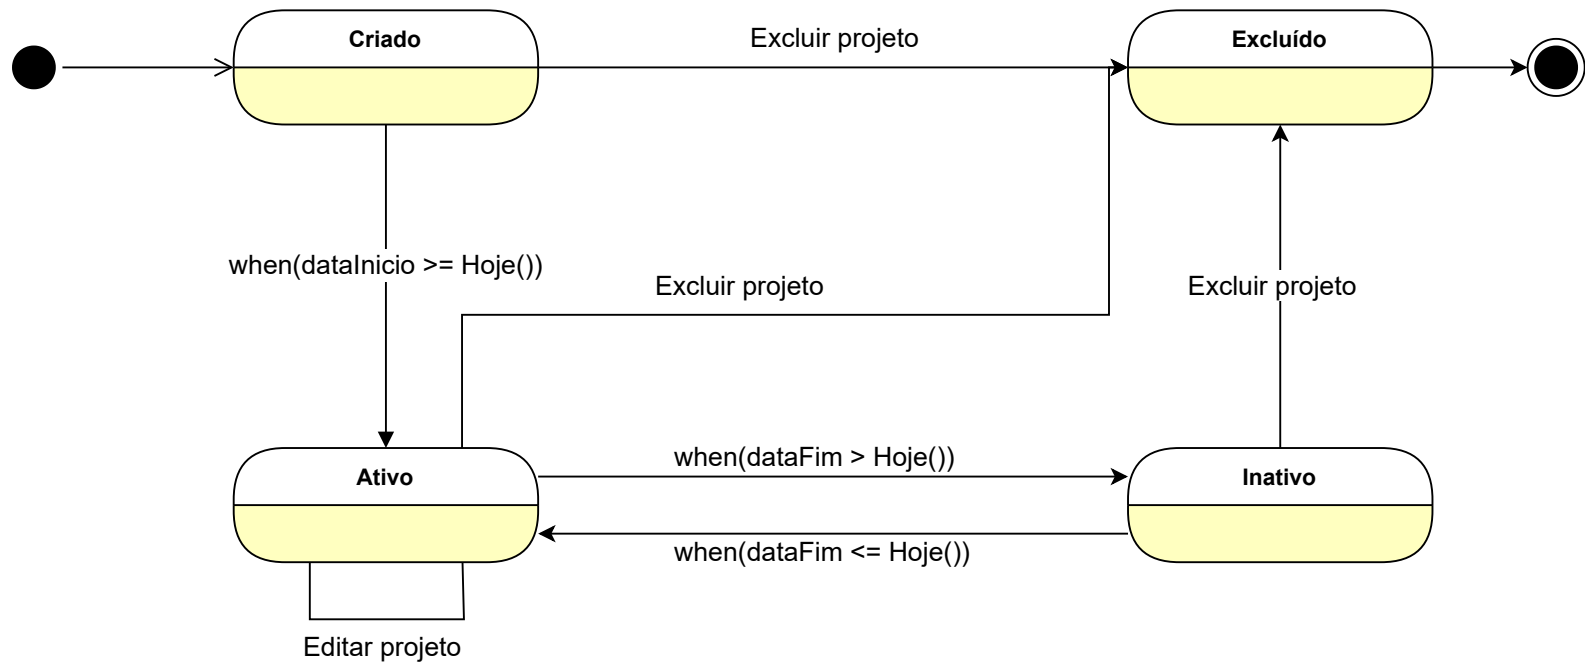 Criado
Excluir projeto
Excluído
when(dataInicio >= Hoje())
Excluir projeto
Excluir projeto
Ativo
when(dataFim > Hoje())
Inativo
when(dataFim <= Hoje())
Editar projeto